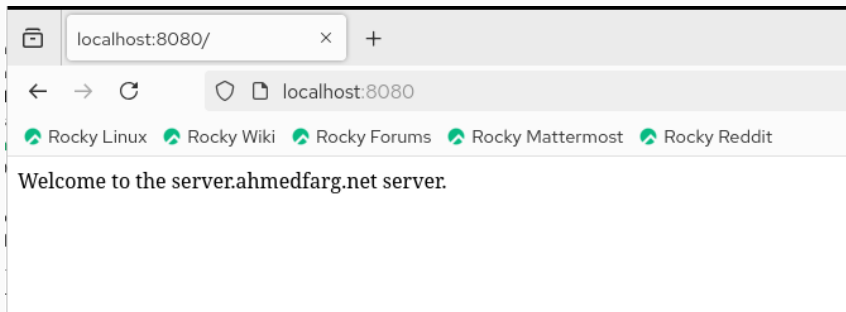 localhost:8080/
localhost:8080
Rocky Linux Rocky Wiki Rocky Forums Rocky Mattermost Rocky Reddit
Welcome to the server.ahmedfarg.net server.